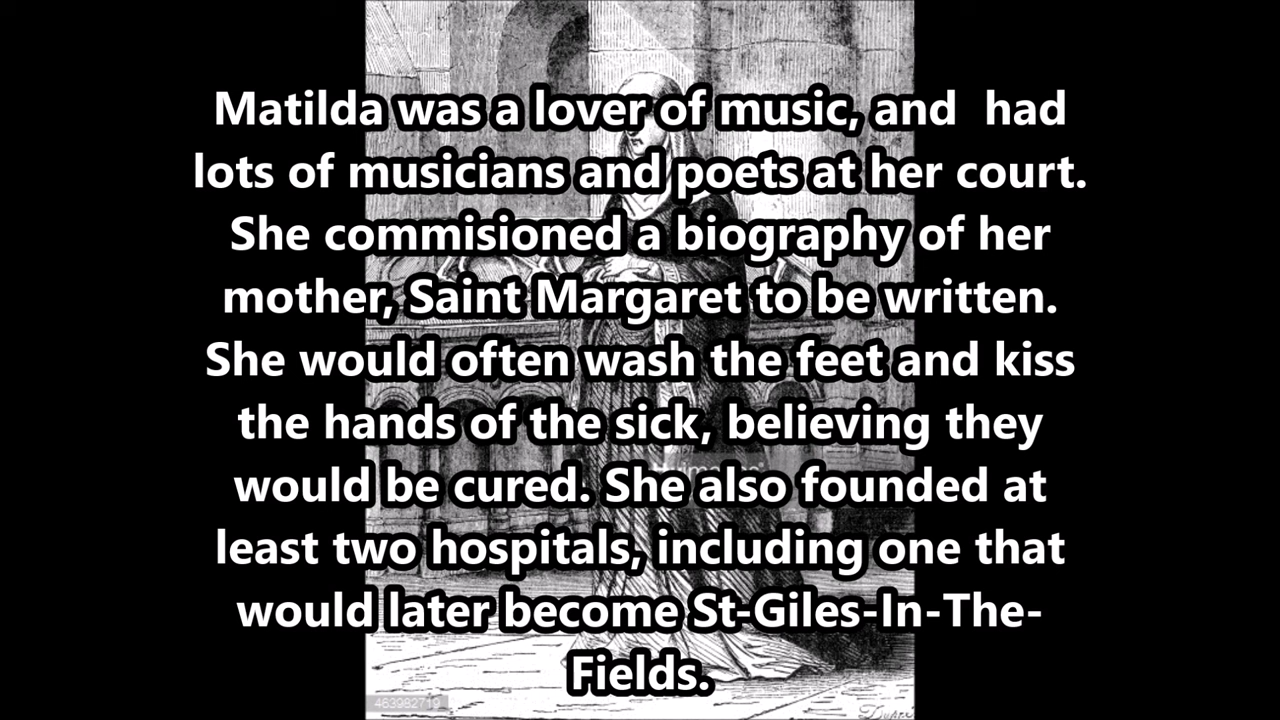 Matilda was a lover of music, and  had
lots of musicians and poets at her court.
She commisioned a biography of her
mother, Saint Margaret to be written.
She would often wash the feet and kiss
the hands of the sick, believing they
would be cured. She also founded at
least two hospitals, including one that
would later become St-Giles-In-The-
Fields.
463982719